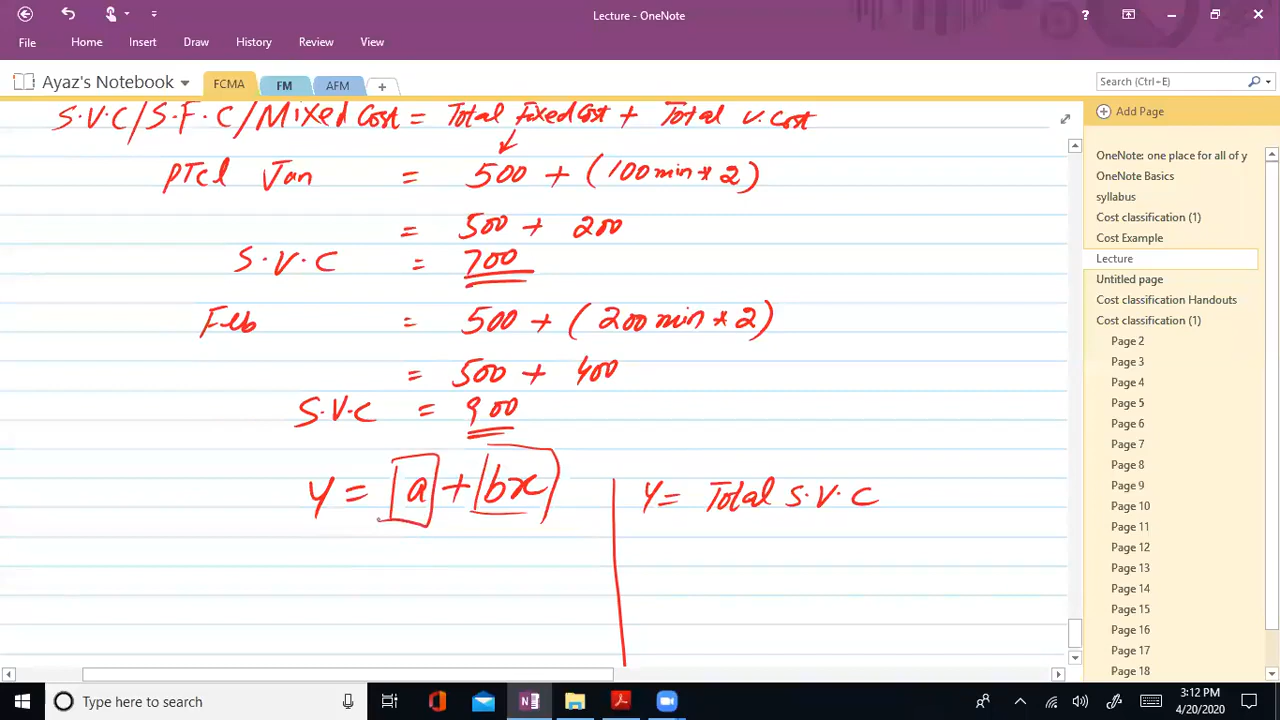 Lecture - OneNote
?
File Home Insert Draw History Review View
Ayaz's Notebook FCMA FM AFM +
Search (Ctrl+E)
S.V.C/S.F.C/Mixed Cost = Total Fixed Cost + Total V.Cost
PTCL Jan = 500 + (100 min * 2)
= 500 + 200
S.V.C = 700
Feb = 500 + (200 min * 2)
= 500 + 400
S.V.C = 900
Y = a + (bx) Y = Total S.V.C
Add Page
OneNote: one place for all of y
OneNote Basics
syllabus
Cost classification (1)
Cost Example
Lecture
Untitled page
Cost classification Handouts
Cost classification (1)
Page 2
Page 3
Page 4
Page 5
Page 6
Page 7
Page 8
Page 9
Page 10
Page 11
Page 12
Page 13
Page 14
Page 15
Page 16
Page 17
Page 18
Type here to search
3:12 PM
4/20/2020